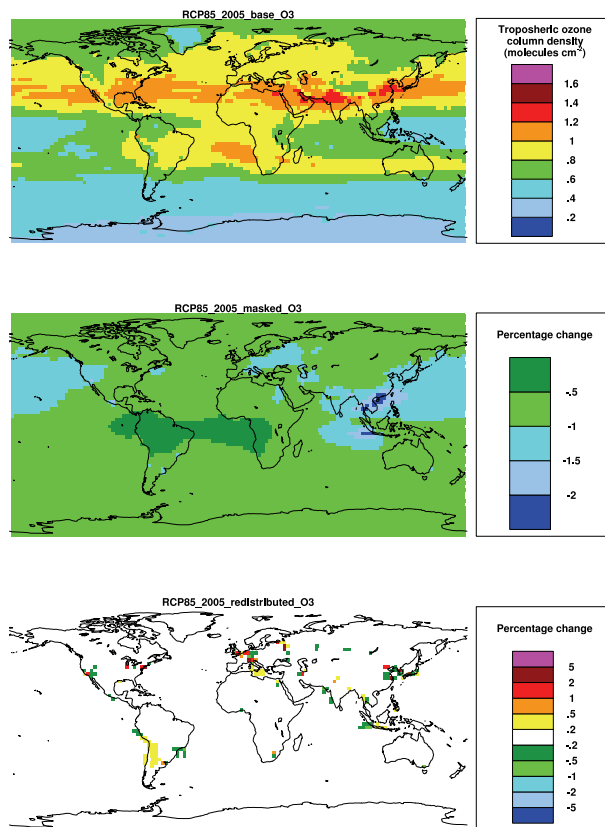 RCP85_2005_base_O3
Troposheric ozone
column density
(molecules cm-2)
1.6
1.4
1.2
1
.8
.6
.4
.2
RCP85_2005_masked_O3
Percentage change
-.5
-1
-1.5
-2
RCP85_2005_redistributed_O3
Percentage change
5
2
1
.5
.2
-.2
-.5
-1
-2
-5